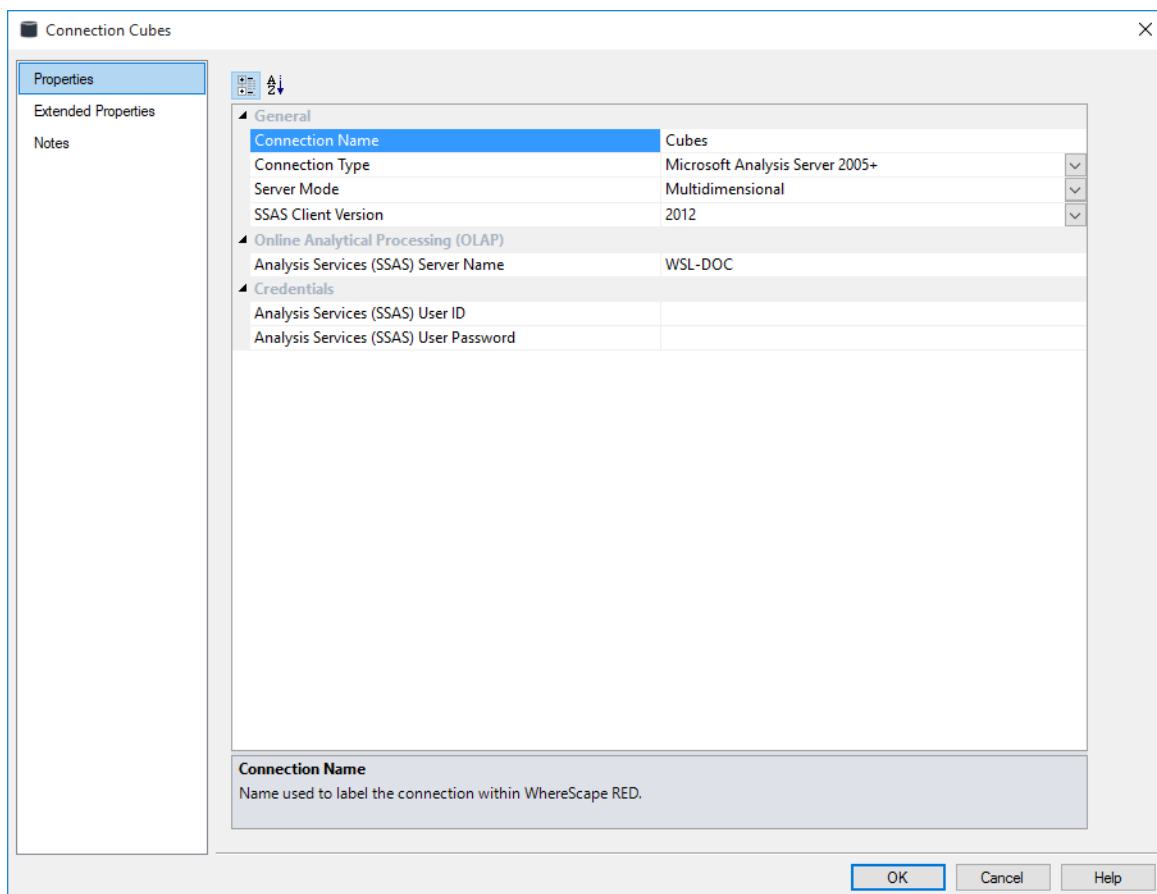 Connection Cubes
Properties
Extended Properties
Notes
General
Connection Name Cubes
Connection Type Microsoft Analysis Server 2005+
Server Mode Multidimensional
SSAS Client Version 2012
Online Analytical Processing (OLAP)
Analysis Services (SSAS) Server Name WSL-DOC
Credentials
Analysis Services (SSAS) User ID
Analysis Services (SSAS) User Password
Connection Name
Name used to label the connection within WhereScape RED.
OK Cancel Help